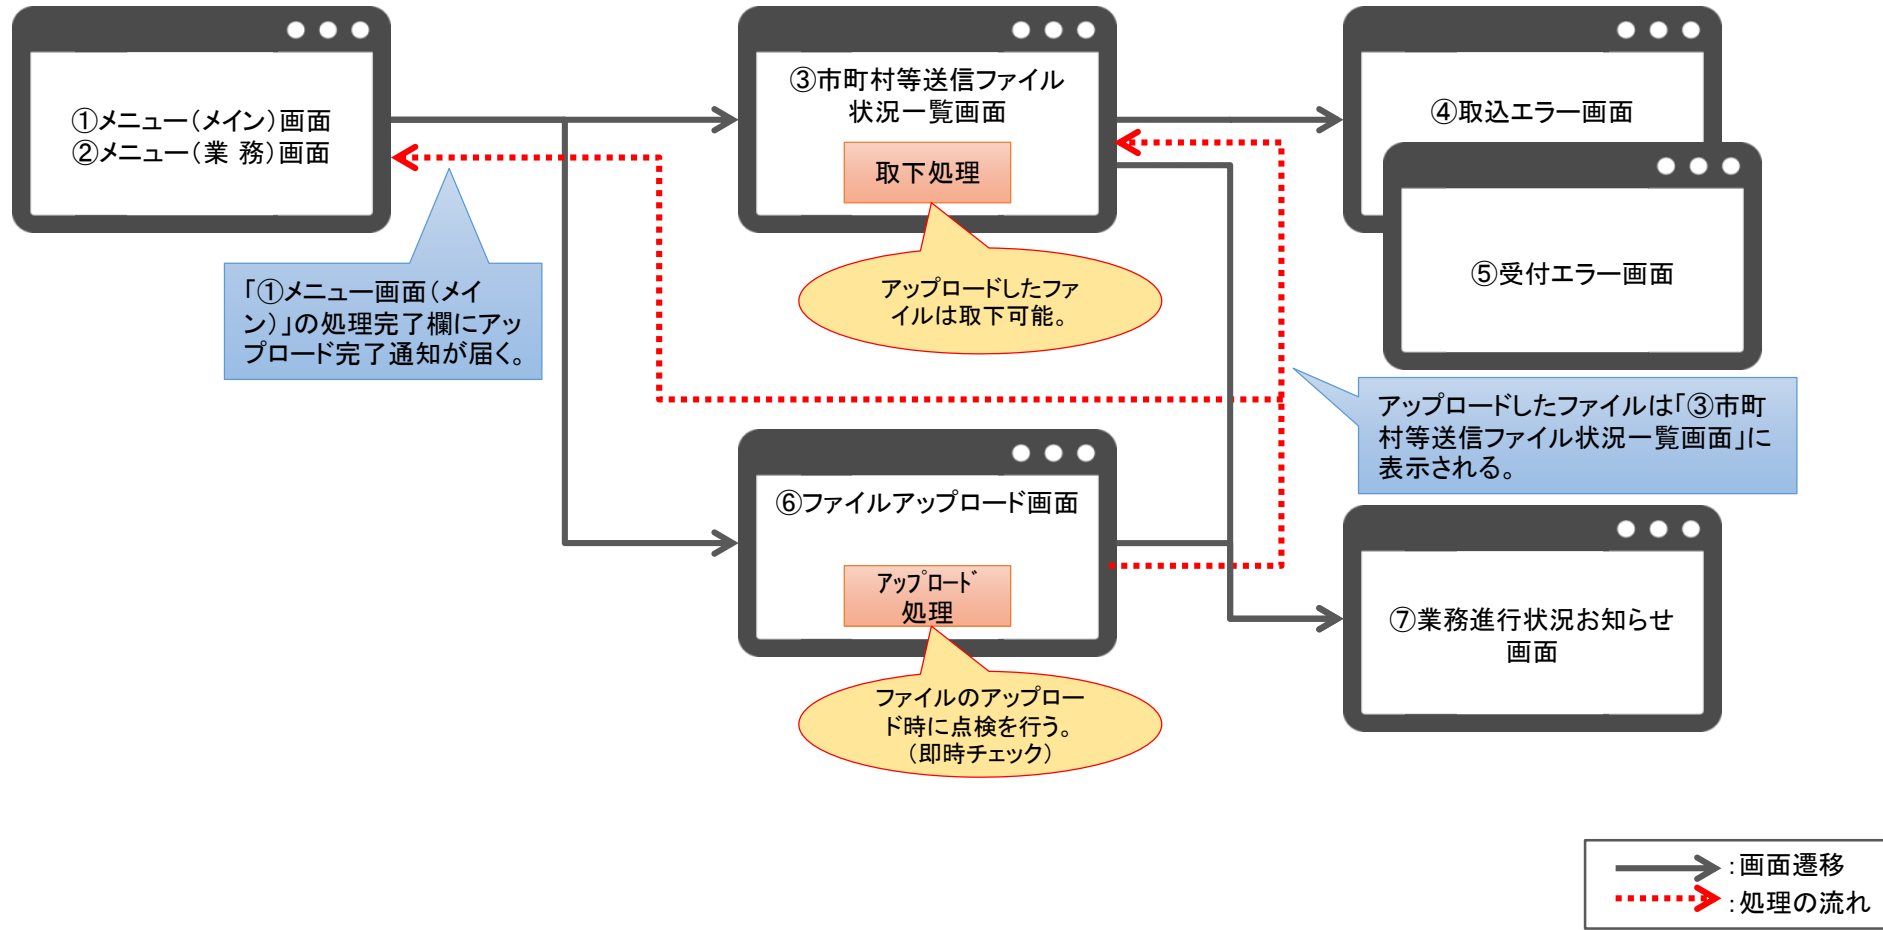 ①メニュー（メイン）画面
②メニュー（業 務）画面
③市町村等送信ファイル
状況一覧画面
取下処理
④取込エラー画面
⑤受付エラー画面
「①メニュー画面（メイ
ン）」の処理完了欄にアッ
プロード完了通知が届く。
アップロードしたファ
イルは取下可能。
アップロードしたファイルは「③市町
村等送信ファイル状況一覧画面」に
表示される。
⑥ファイルアップロード画面
ｱｯﾌﾟﾛｰﾄﾞ
処理
ファイルのアップロー
ド時に点検を行う。
（即時チェック）
⑦業務進行状況お知らせ
画面
：画面遷移
：処理の流れ